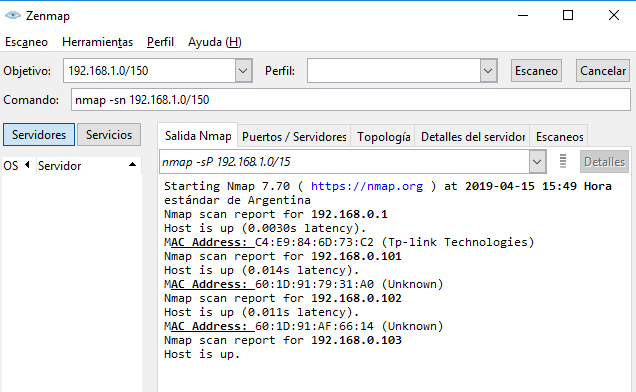 Zenmap
Escaneo Herramientas Perfil Ayuda (H)
Objetivo: 192.168.1.0/150 Perfil: Escaneo Cancelar
Comando: nmap -sn 192.168.1.0/150
Servidores Servicios
Salida Nmap Puertos / Servidores Topología Detalles del servidor Escaneos
OS Servidor
nmap -sP 192.168.1.0/15 Detalles
Starting Nmap 7.70 ( https://nmap.org ) at 2019-04-15 15:49 Hora
estándar de Argentina
Nmap scan report for 192.168.0.1
Host is up (0.0030s latency).
MAC Address: C4:E9:84:6D:73:C2 (Tp-link Technologies)
Nmap scan report for 192.168.0.101
Host is up (0.014s latency).
MAC Address: 60:1D:91:79:31:A0 (Unknown)
Nmap scan report for 192.168.0.102
Host is up (0.011s latency).
MAC Address: 60:1D:91:AF:66:14 (Unknown)
Nmap scan report for 192.168.0.103
Host is up.